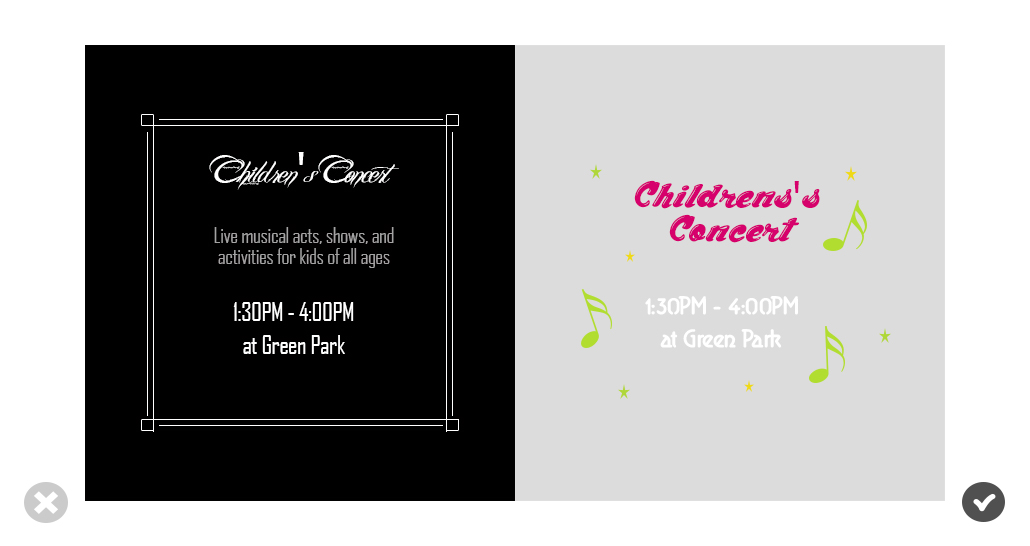 Children's Concert
Live musical acts, shows, and
activities for kids of all ages
1:30PM - 4:00PM
at Green Park
Childrens's
Concert
1:30PM - 4:00PM
at Green Park